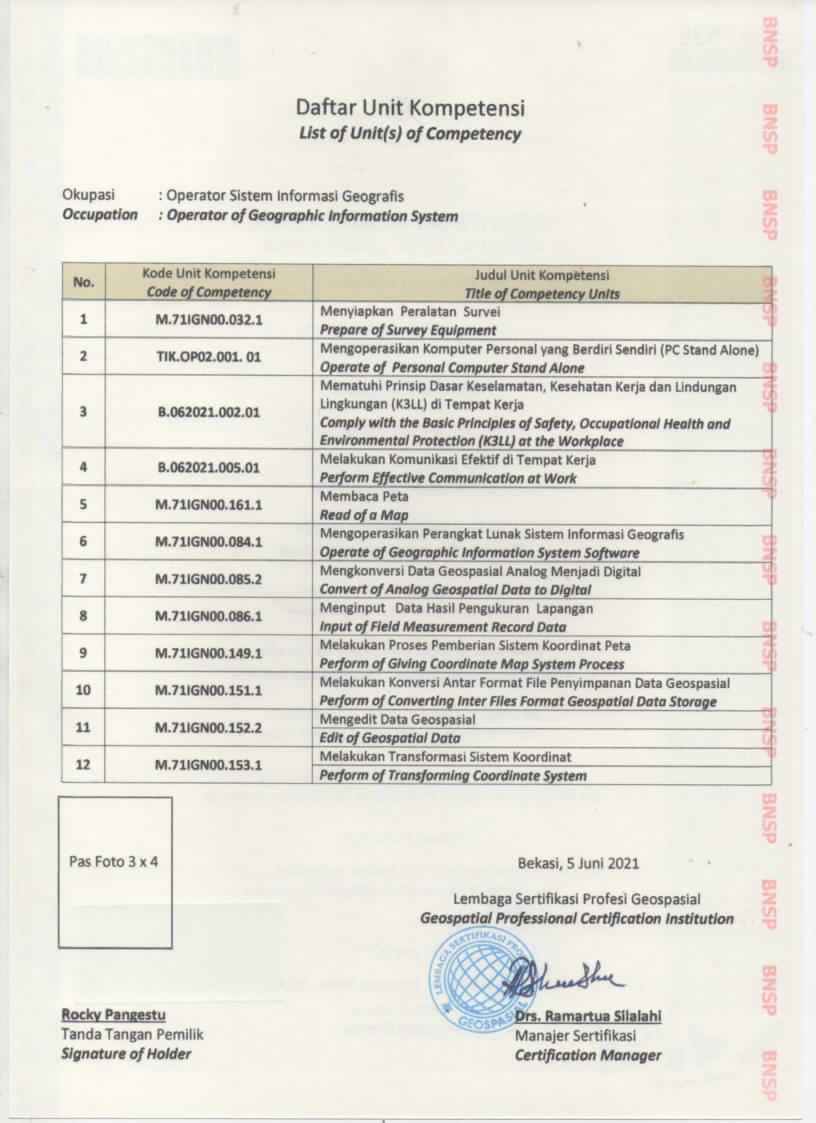 Daftar Unit Kompetensi
List of Unit(s) of Competency
Okupasi : Operator Sistem Informasi Geografis
Occupation : Operator of Geographic Information System
No. Kode Unit Kompetensi Judul Unit Kompetensi
Code of Competency Title of Competency Units
1 M.71IGN00.032.1 Menyiapkan Peralatan Survei
Prepare of Survey Equipment
2 TIK.OP02.001. 01 Mengoperasikan Komputer Personal yang Berdiri Sendiri (PC Stand Alone)
Operate of Personal Computer Stand Alone
3 B.062021.002.01 Mematuhi Prinsip Dasar Keselamatan, Kesehatan Kerja dan Lindungan
Lingkungan (K3LL) di Tempat Kerja
Comply with the Basic Principles of Safety, Occupational Health and
Environmental Protection (K3LL) at the Workplace
4 B.062021.005.01 Melakukan Komunikasi Efektif di Tempat Kerja
Perform Effective Communication at Work
5 M.71IGN00.161.1 Membaca Peta
Read of a Map
6 M.71IGN00.084.1 Mengoperasikan Perangkat Lunak Sistem Informasi Geografis
Operate of Geographic Information System Software
7 M.71IGN00.085.2 Mengkonversi Data Geospasial Analog Menjadi Digital
Convert of Analog Geospatial Data to Digital
8 M.71IGN00.086.1 Menginput Data Hasil Pengukuran Lapangan
Input of Field Measurement Record Data
9 M.71IGN00.149.1 Melakukan Proses Pemberian Sistem Koordinat Peta
Perform of Giving Coordinate Map System Process
10 M.71IGN00.151.1 Melakukan Konversi Antar Format File Penyimpanan Data Geospasial
Perform of Converting Inter Files Format Geospatial Data Storage
11 M.71IGN00.152.2 Mengedit Data Geospasial
Edit of Geospatial Data
12 M.71IGN00.153.1 Melakukan Transformasi Sistem Koordinat
Perform of Transforming Coordinate System
Pas Foto 3 x 4
Bekasi, 5 Juni 2021
Lembaga Sertifikasi Profesi Geospasial
Geospatial Professional Certification Institution
LEMBAGA SERTIFIKASI
Rocky Pangestu
Tanda Tangan Pemilik
Signature of Holder
Drs. Ramartua Silalahi
Manajer Sertifikasi
Certification Manager
BNSP
BNSP
BNSP
BNSP
BNSP
BNSP
BNSP
BNSP
BNSP
BNSP
BNSP
BNSP
BNSP